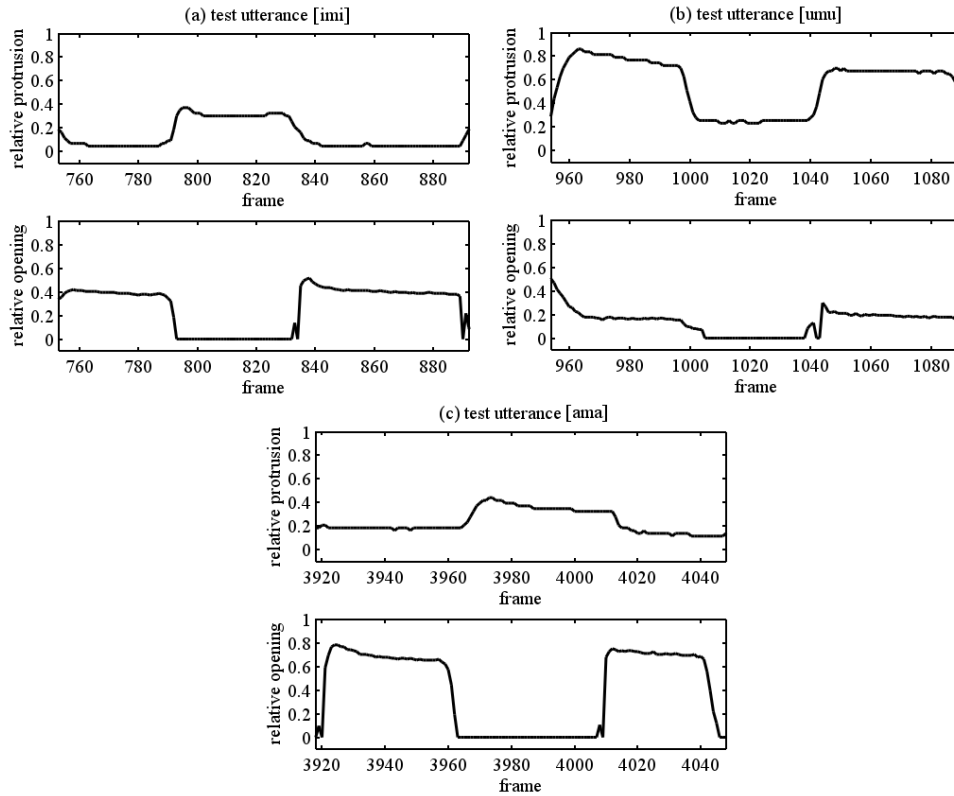 (a) test utterance [imi]
relative protrusion
1
0.8
0.6
0.4
0.2
0
760 780 800 820 840 860 880
frame
relative opening
1
0.8
0.6
0.4
0.2
0
760 780 800 820 840 860 880
frame
(b) test utterance [umu]
relative protrusion
1
0.8
0.6
0.4
0.2
0
960 980 1000 1020 1040 1060 1080
frame
relative opening
1
0.8
0.6
0.4
0.2
0
960 980 1000 1020 1040 1060 1080
frame
(c) test utterance [ama]
relative protrusion
1
0.8
0.6
0.4
0.2
0
3920 3940 3960 3980 4000 4020 4040
frame
relative opening
1
0.8
0.6
0.4
0.2
0
3920 3940 3960 3980 4000 4020 4040
frame